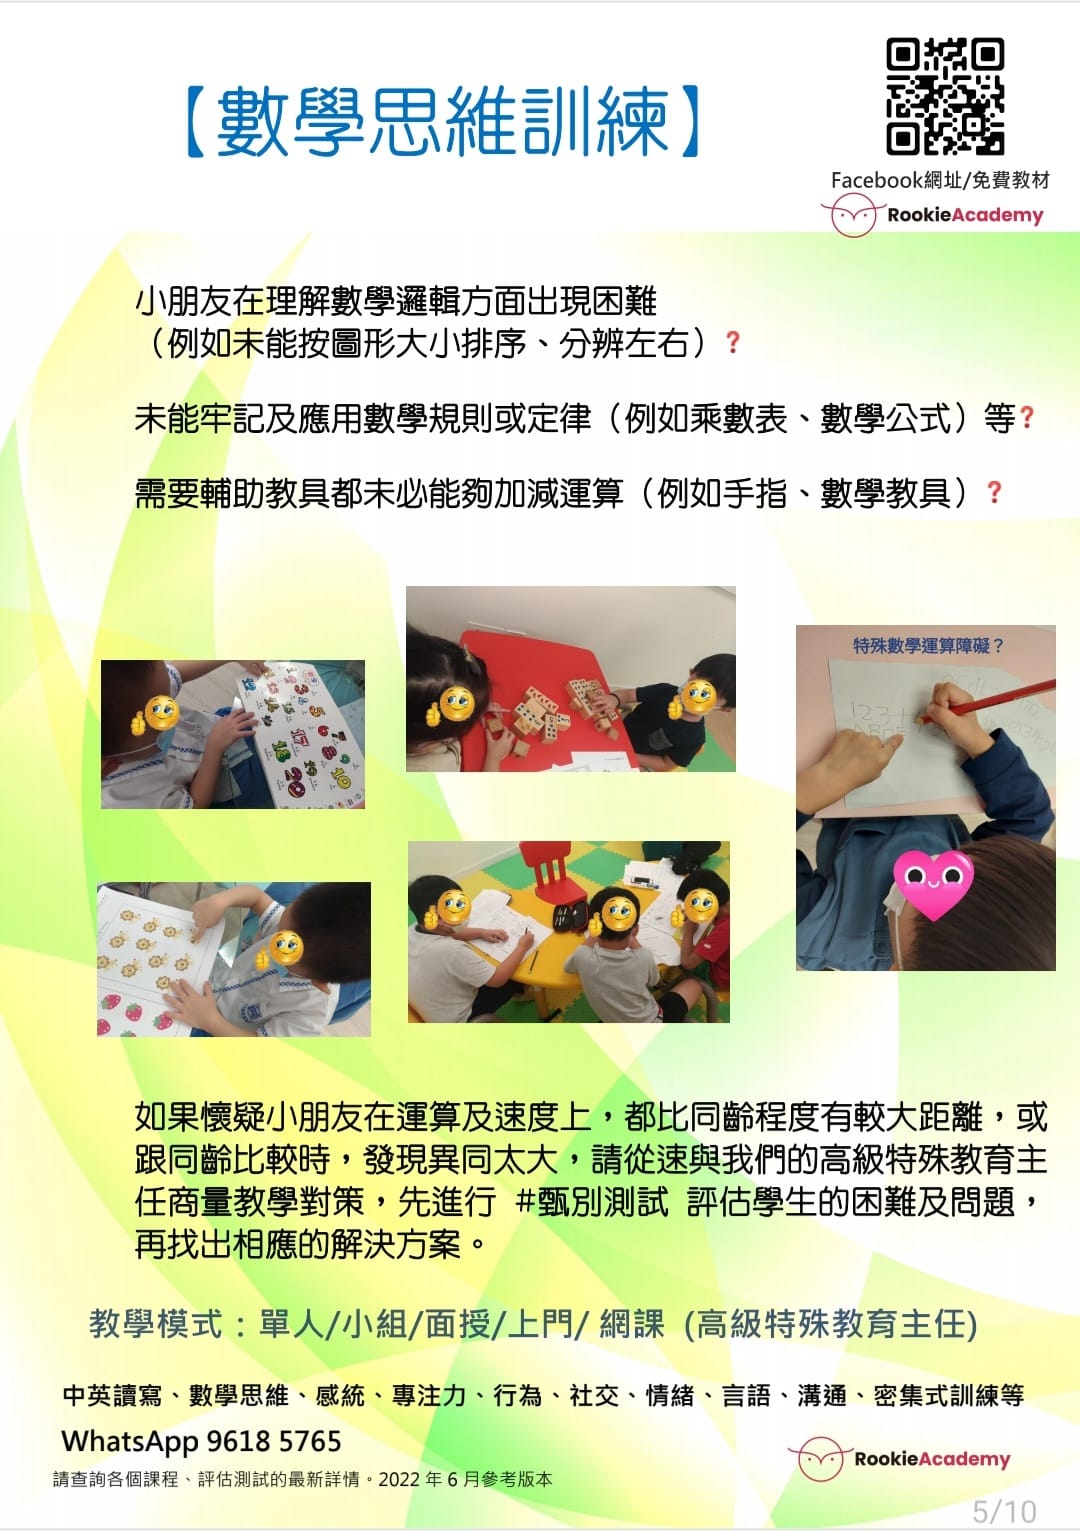 【數學思維訓練】
Facebook網址/免費教材
RookieAcademy
小朋友在理解數學邏輯方面出現困難
（例如未能按圖形大小排序、分辨左右）？
未能牢記及應用數學規則或定律（例如乘數表、數學公式）等？
需要輔助教具都未必能夠加減運算（例如手指、數學教具）？
特殊數學運算障礙？
如果懷疑小朋友在運算及速度上，都比同齡程度有較大距離，或
跟同齡比較時，發現異同太大，請從速與我們的高級特殊教育主
任商量教學對策，先進行 #甄別測試 評估學生的困難及問題，
再找出相應的解決方案。
教學模式：單人/小組/面授/上門/ 網課 (高級特殊教育主任)
中英讀寫、數學思維、感統、專注力、行為、社交、情緒、言語、溝通、密集式訓練等
WhatsApp 9618 5765
請查詢各個課程、評估測試的最新詳情。2022 年 6 月參考版本
RookieAcademy
5/10